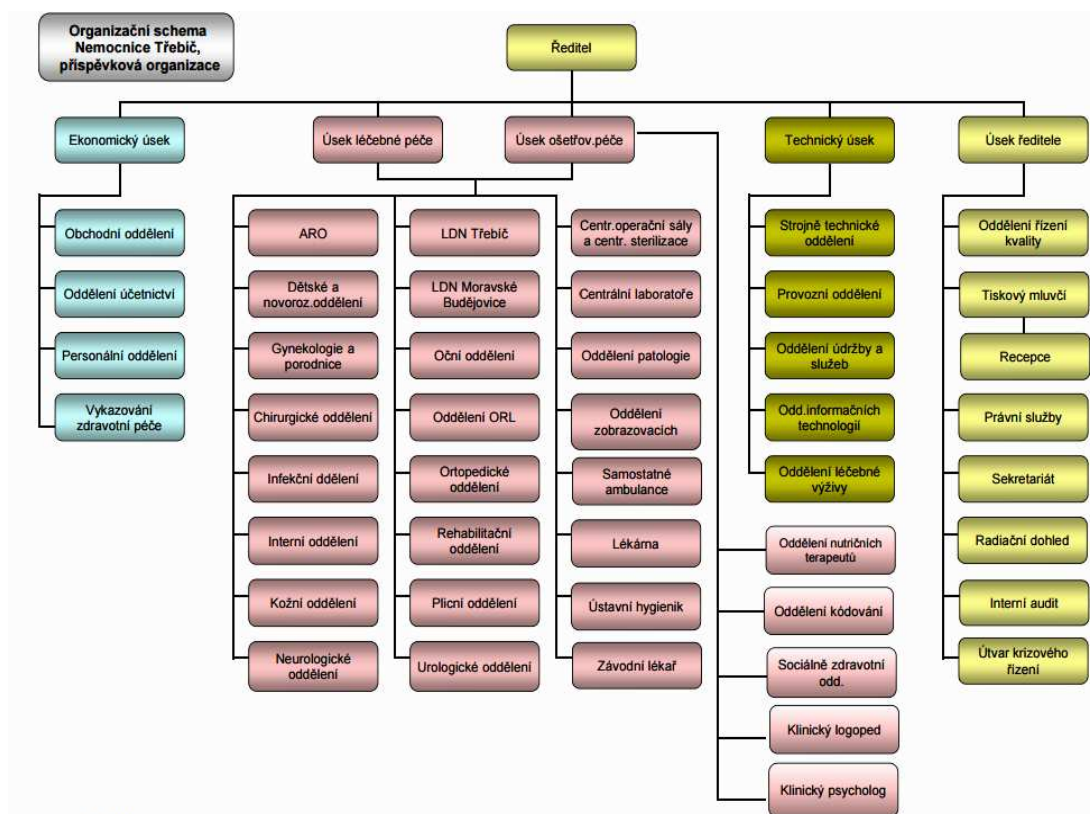 Organizační schema
Nemocnice Třebíč,
příspěvková organizace
Ředitel
Ekonomický úsek
Úsek léčebné péče
Úsek ošetřov.péče
Technický úsek
Úsek ředitele
Obchodní oddělení
Oddělení účetnictví
Personální oddělení
Vykazování
zdravotní péče
ARO
Dětské a
novoroz.oddělení
Gynekologie a
porodnice
Chirurgické oddělení
Infekční ddělení
Interní oddělení
Kožní oddělení
Neurologické
oddělení
LDN Třebíč
LDN Moravské
Budějovice
Oční oddělení
Oddělení ORL
Ortopedické
oddělení
Rehabilitační
oddělení
Plicní oddělení
Urologické oddělení
Centr.operační sály
a centr. sterilizace
Centrální laboratoře
Oddělení patologie
Oddělení
zobrazovacích
Samostatné
ambulance
Lékárna
Ústavní hygienik
Závodní lékař
Strojně technické
oddělení
Provozní oddělení
Oddělení údržby a
služeb
Odd.informačních
technologií
Oddělení léčebné
výživy
Oddělení nutričních
terapeutů
Oddělení kódování
Sociálně zdravotní
odd.
Klinický logoped
Klinický psycholog
Oddělení řízení
kvality
Tiskový mluvčí
Recepce
Právní služby
Sekretariát
Radiační dohled
Interní audit
Útvar krizového
řízení